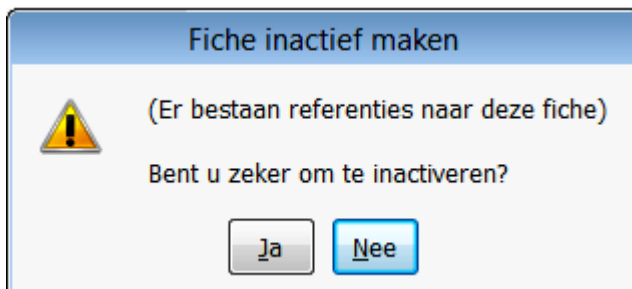 Fiche inactief maken
(Er bestaan referenties naar deze fiche)
Bent u zeker om te inactiveren?
Ja
Nee